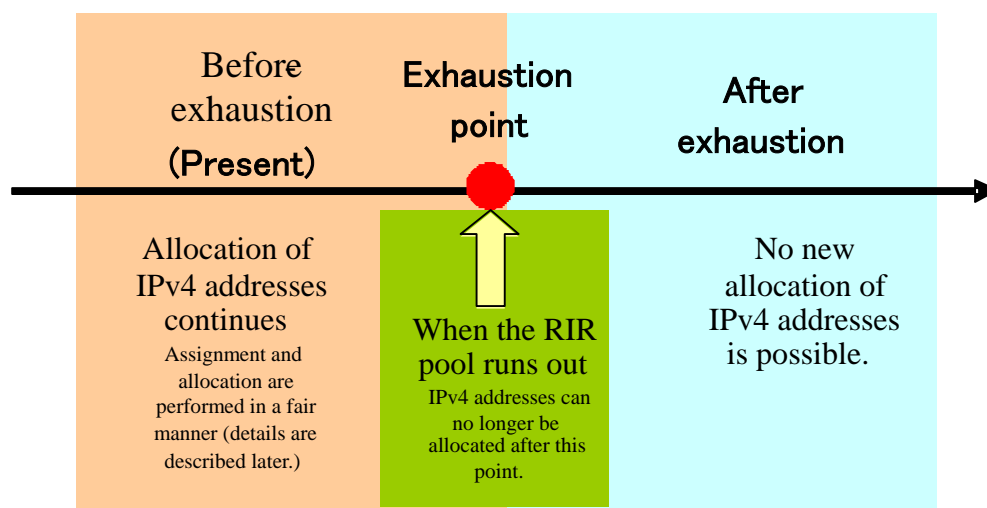 Before
exhaustion
(Present)
Exhaustion
point
After
exhaustion
Allocation of
IPv4 addresses
continues
Assignment and
allocation are
performed in a fair
manner (details are
described later.)
When the RIR
pool runs out
IPv4 addresses can
no longer be
allocated after this
point.
No new
allocation of
IPv4 addresses
is possible.